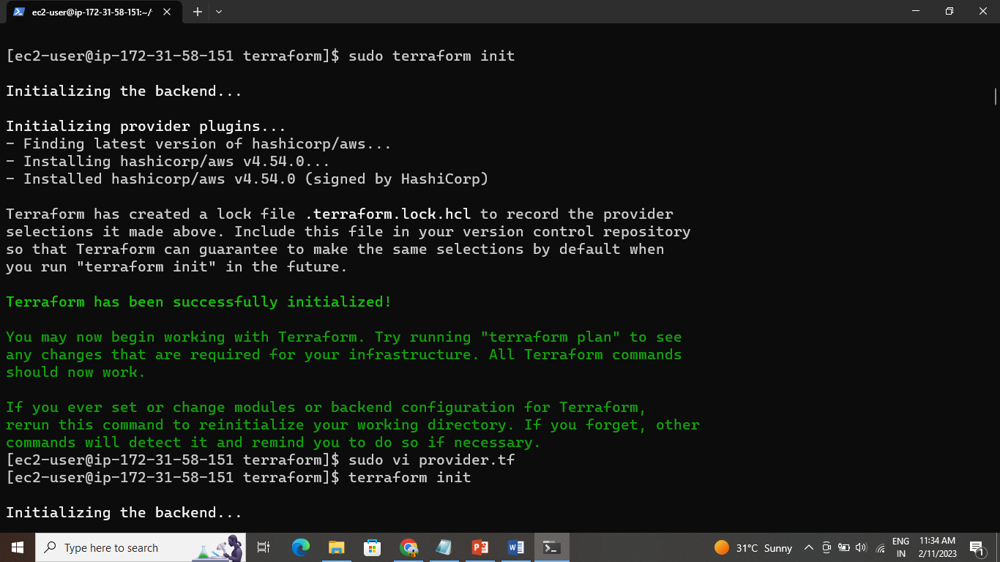 ec2-user@ip-172-31-58-151:~/
[ec2-user@ip-172-31-58-151 terraform]$ sudo terraform init
Initializing the backend...
Initializing provider plugins...
- Finding latest version of hashicorp/aws...
- Installing hashicorp/aws v4.54.0...
- Installed hashicorp/aws v4.54.0 (signed by HashiCorp)
Terraform has created a lock file .terraform.lock.hcl to record the provider
selections it made above. Include this file in your version control repository
so that Terraform can guarantee to make the same selections by default when
you run "terraform init" in the future.
Terraform has been successfully initialized!
You may now begin working with Terraform. Try running "terraform plan" to see
any changes that are required for your infrastructure. All Terraform commands
should now work.
If you ever set or change modules or backend configuration for Terraform,
rerun this command to reinitialize your working directory. If you forget, other
commands will detect it and remind you to do so if necessary.
[ec2-user@ip-172-31-58-151 terraform]$ sudo vi provider.tf
[ec2-user@ip-172-31-58-151 terraform]$ terraform init
Initializing the backend...
Type here to search
31°C Sunny
ENG
IN
11:34 AM
2/11/2023
1